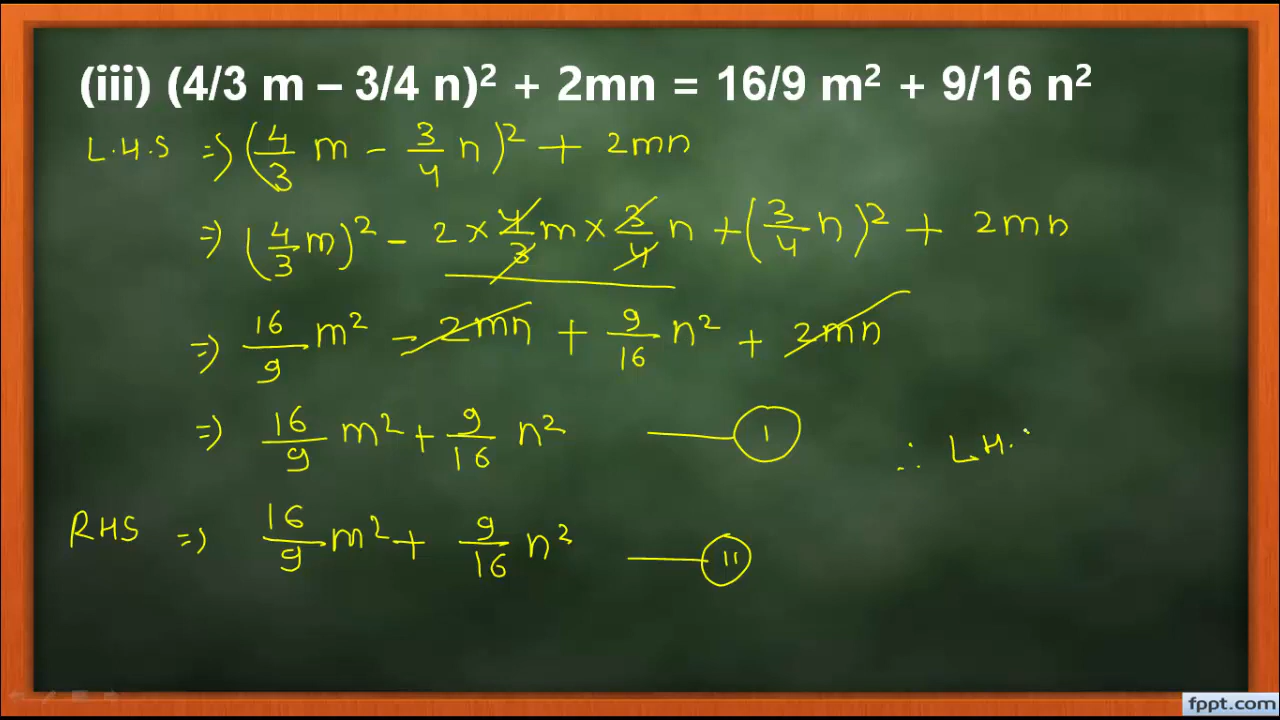 (iii) (4/3 m – 3/4 n)² + 2mn = 16/9 m² + 9/16 n²
L.H.S ⇒ (4/3 m - 3/4 n)² + 2mn
⇒ (4/3 m)² - 2 × 4/3 m × 3/4 n + (3/4 n)² + 2mn
⇒ 16/9 m² - 2mn + 9/16 n² + 2mn
⇒ 16/9 m² + 9/16 n² — I
∴ L.H.
RHS ⇒ 16/9 m² + 9/16 n² — II
fppt.com